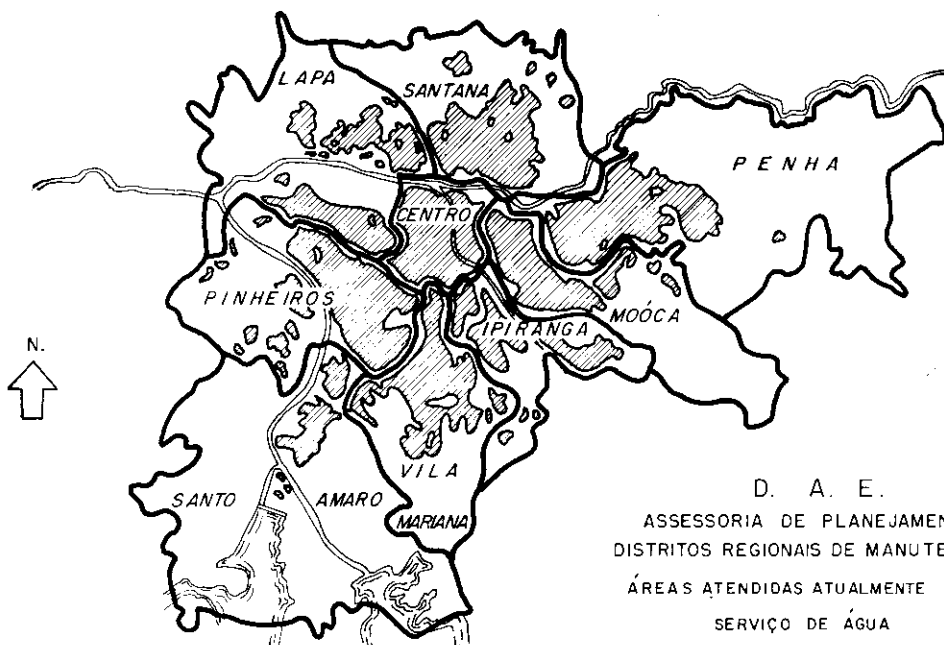 LAPA
SANTANA
PENHA
CENTRO
PINHEIROS
IPIRANGA
MOÓCA
N.
VILA
MARIANA
SANTO AMARO
D. A. E.
ASSESSORIA DE PLANEJAMEN
DISTRITOS REGIONAIS DE MANUTE
ÁREAS ATENDIDAS ATUALMENTE
SERVIÇO DE ÁGUA